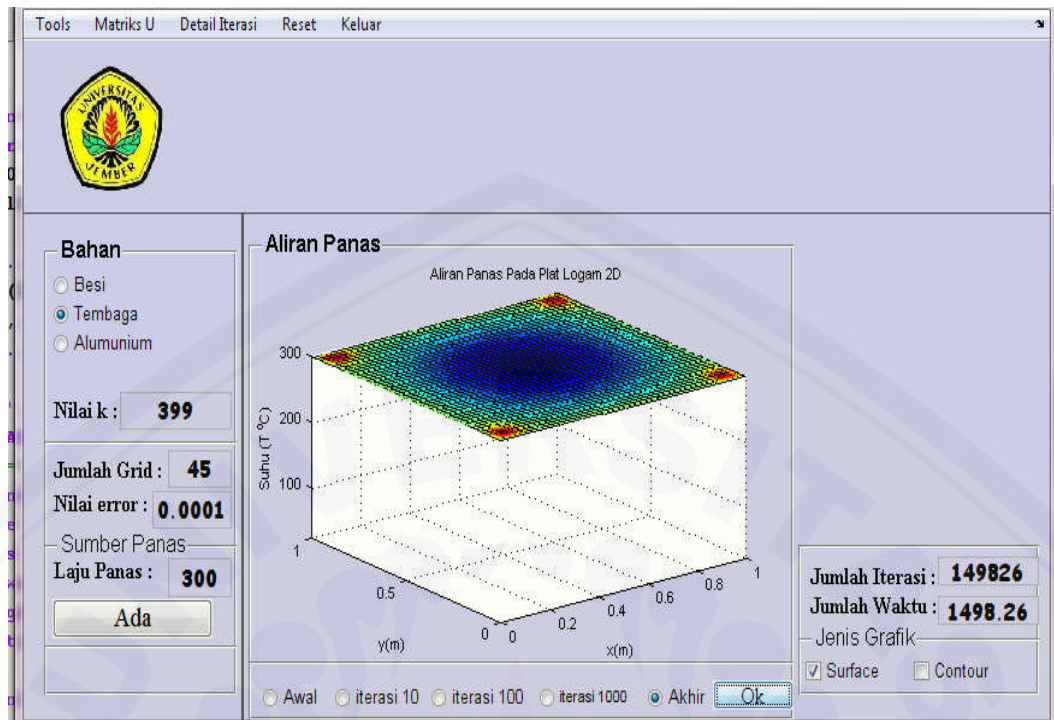 Tools Matriks U Detail Iterasi Reset Keluar
UNIVERSITAS
JEMBER
Bahan
Besi
Tembaga
Alumunium
Nilai k : 399
Jumlah Grid : 45
Nilai error : 0.0001
Sumber Panas
Laju Panas : 300
Ada
Aliran Panas
Aliran Panas Pada Plat Logam 2D
300
200
100
Suhu (T °C)
1
0.5
0
y(m)
0
0.2
0.4
0.6
0.8
1
x(m)
Awal iterasi 10 iterasi 100 iterasi 1000 Akhir Ok
Jumlah Iterasi : 149826
Jumlah Waktu : 1498.26
Jenis Grafik
Surface Contour